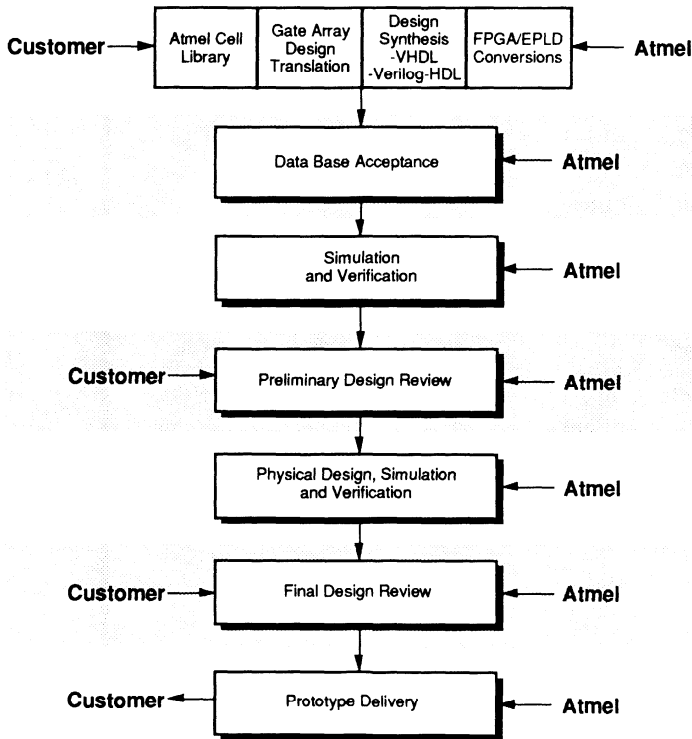 Customer
Atmel Cell
Library
Gate Array
Design
Translation
Design
Synthesis
-VHDL
-Verilog-HDL
FPGA/EPLD
Conversions
Atmel
Data Base Acceptance
Atmel
Simulation
and Verification
Atmel
Customer
Preliminary Design Review
Atmel
Physical Design, Simulation
and Verification
Atmel
Customer
Final Design Review
Atmel
Customer
Prototype Delivery
Atmel